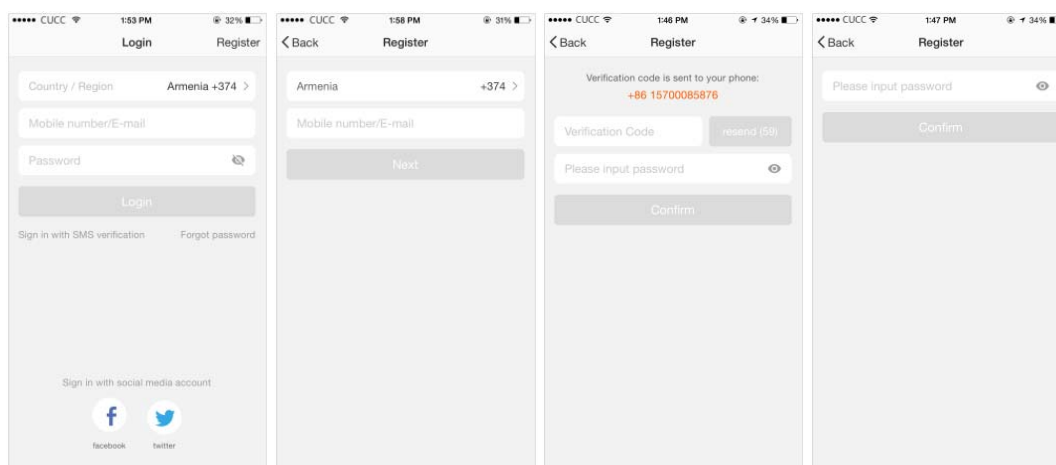 CUCC 1:53 PM 32%
Login Register
Country / Region Armenia +374 >
Mobile number/E-mail
Password
Login
Sign in with SMS verification Forgot password
Sign in with social media account
f
facebook twitter
CUCC 1:58 PM 31%
< Back Register
Armenia +374 >
Mobile number/E-mail
Next
CUCC 1:46 PM 34%
< Back Register
Verification code is sent to your phone:
+86 15700085876
Verification Code resend (59)
Please input password
Confirm
CUCC 1:47 PM 34%
< Back Register
Please input password
Confirm